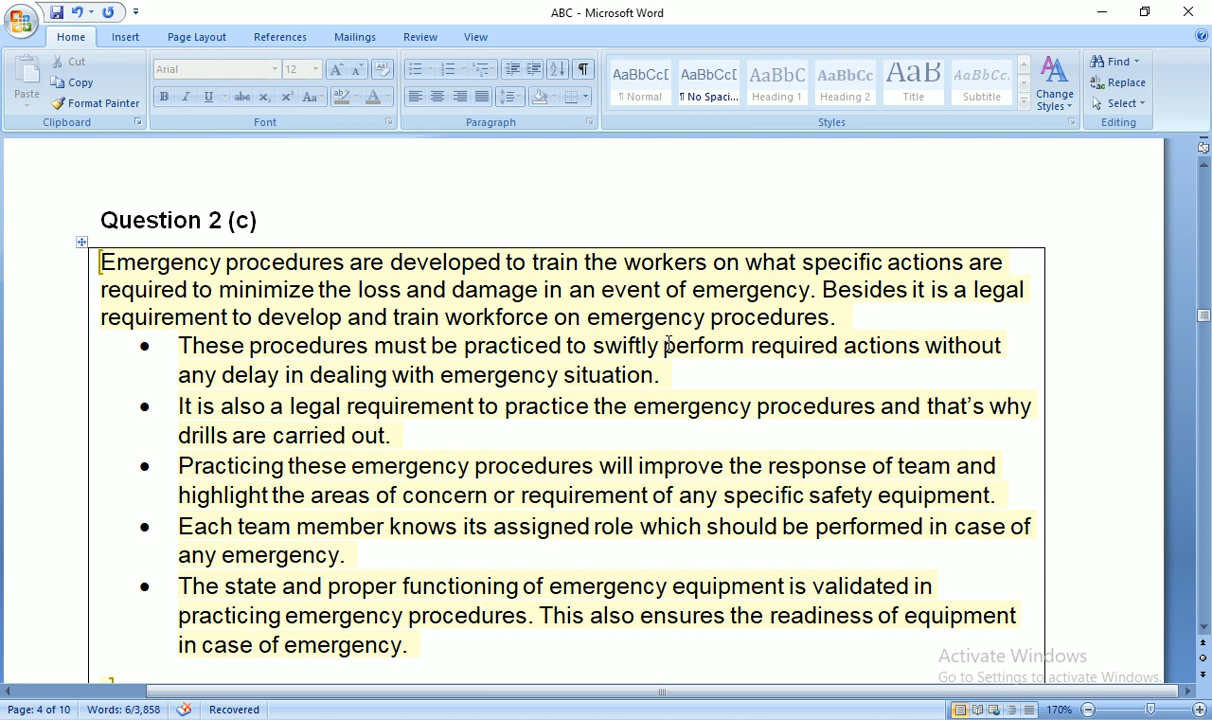 ABC - Microsoft Word
Home Insert Page Layout References Mailings Review View
Paste
Cut
Copy
Format Painter
Clipboard
Arial 12
Font
Paragraph
AaBbCcI AaBbCcI AaBbC AaBbCc AaB AaBbCc.
¶ Normal ¶ No Spaci... Heading 1 Heading 2 Title Subtitle
Change Styles
Styles
Find
Replace
Select
Editing
Question 2 (c)
Emergency procedures are developed to train the workers on what specific actions are
required to minimize the loss and damage in an event of emergency. Besides it is a legal
requirement to develop and train workforce on emergency procedures.
• These procedures must be practiced to swiftly perform required actions without
any delay in dealing with emergency situation.
• It is also a legal requirement to practice the emergency procedures and that's why
drills are carried out.
• Practicing these emergency procedures will improve the response of team and
highlight the areas of concern or requirement of any specific safety equipment.
• Each team member knows its assigned role which should be performed in case of
any emergency.
• The state and proper functioning of emergency equipment is validated in
practicing emergency procedures. This also ensures the readiness of equipment
in case of emergency.
Activate Windows
Go to Settings to activate Windows.
Page: 4 of 10 Words: 6/3,858 Recovered 170%